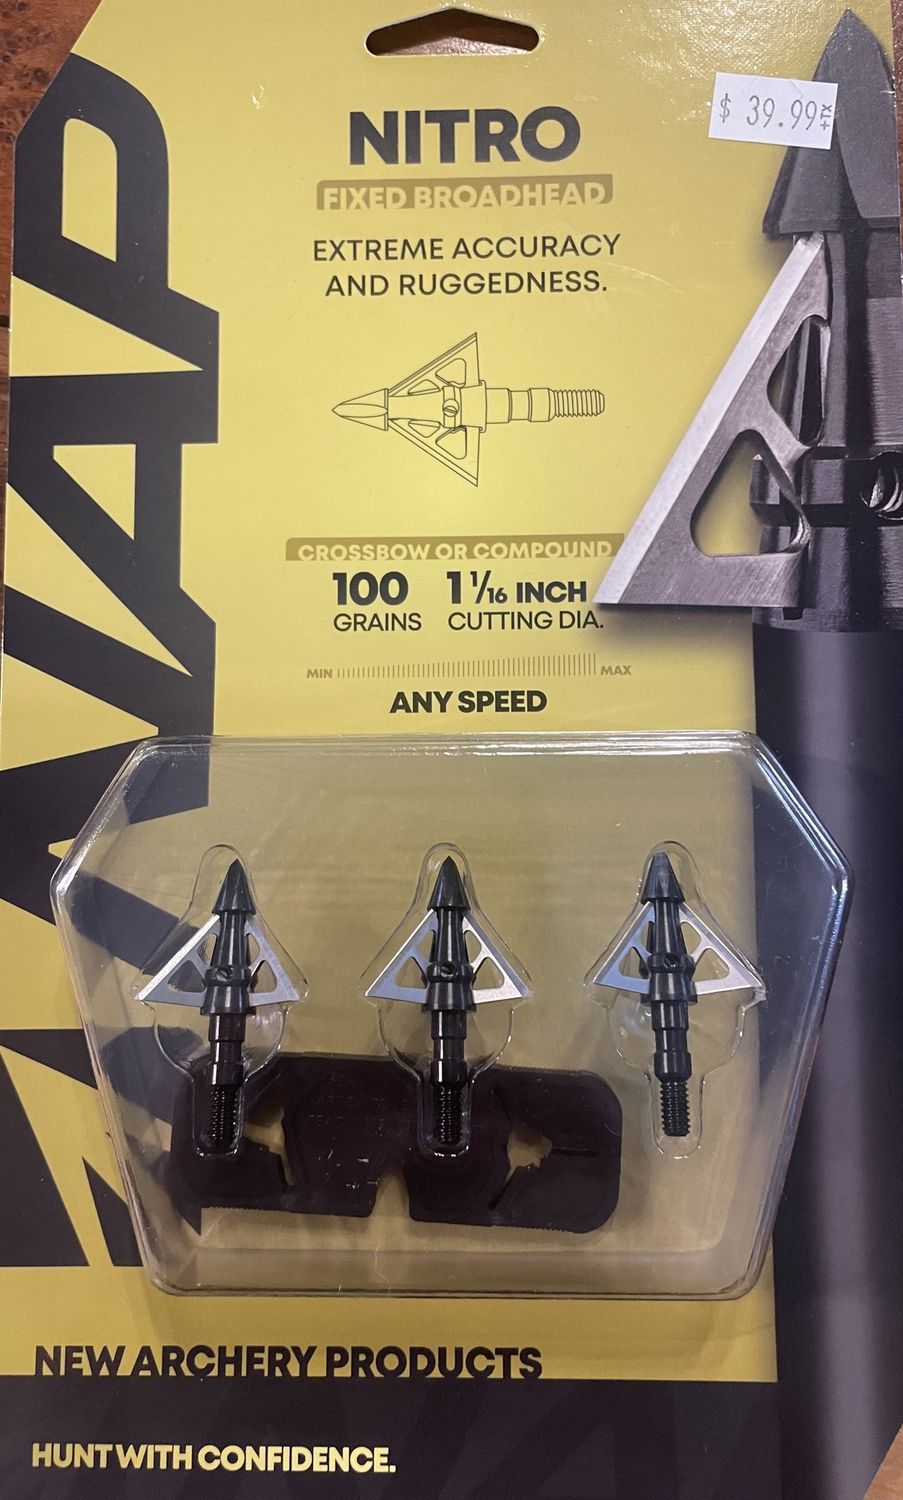 $ 39.99 +TX
NAP
NITRO
FIXED BROADHEAD
EXTREME ACCURACY
AND RUGGEDNESS.
CROSSBOW OR COMPOUND
100 GRAINS
1 1/16 INCH
CUTTING DIA.
MIN MAX
ANY SPEED
NEW ARCHERY PRODUCTS
HUNT WITH CONFIDENCE.